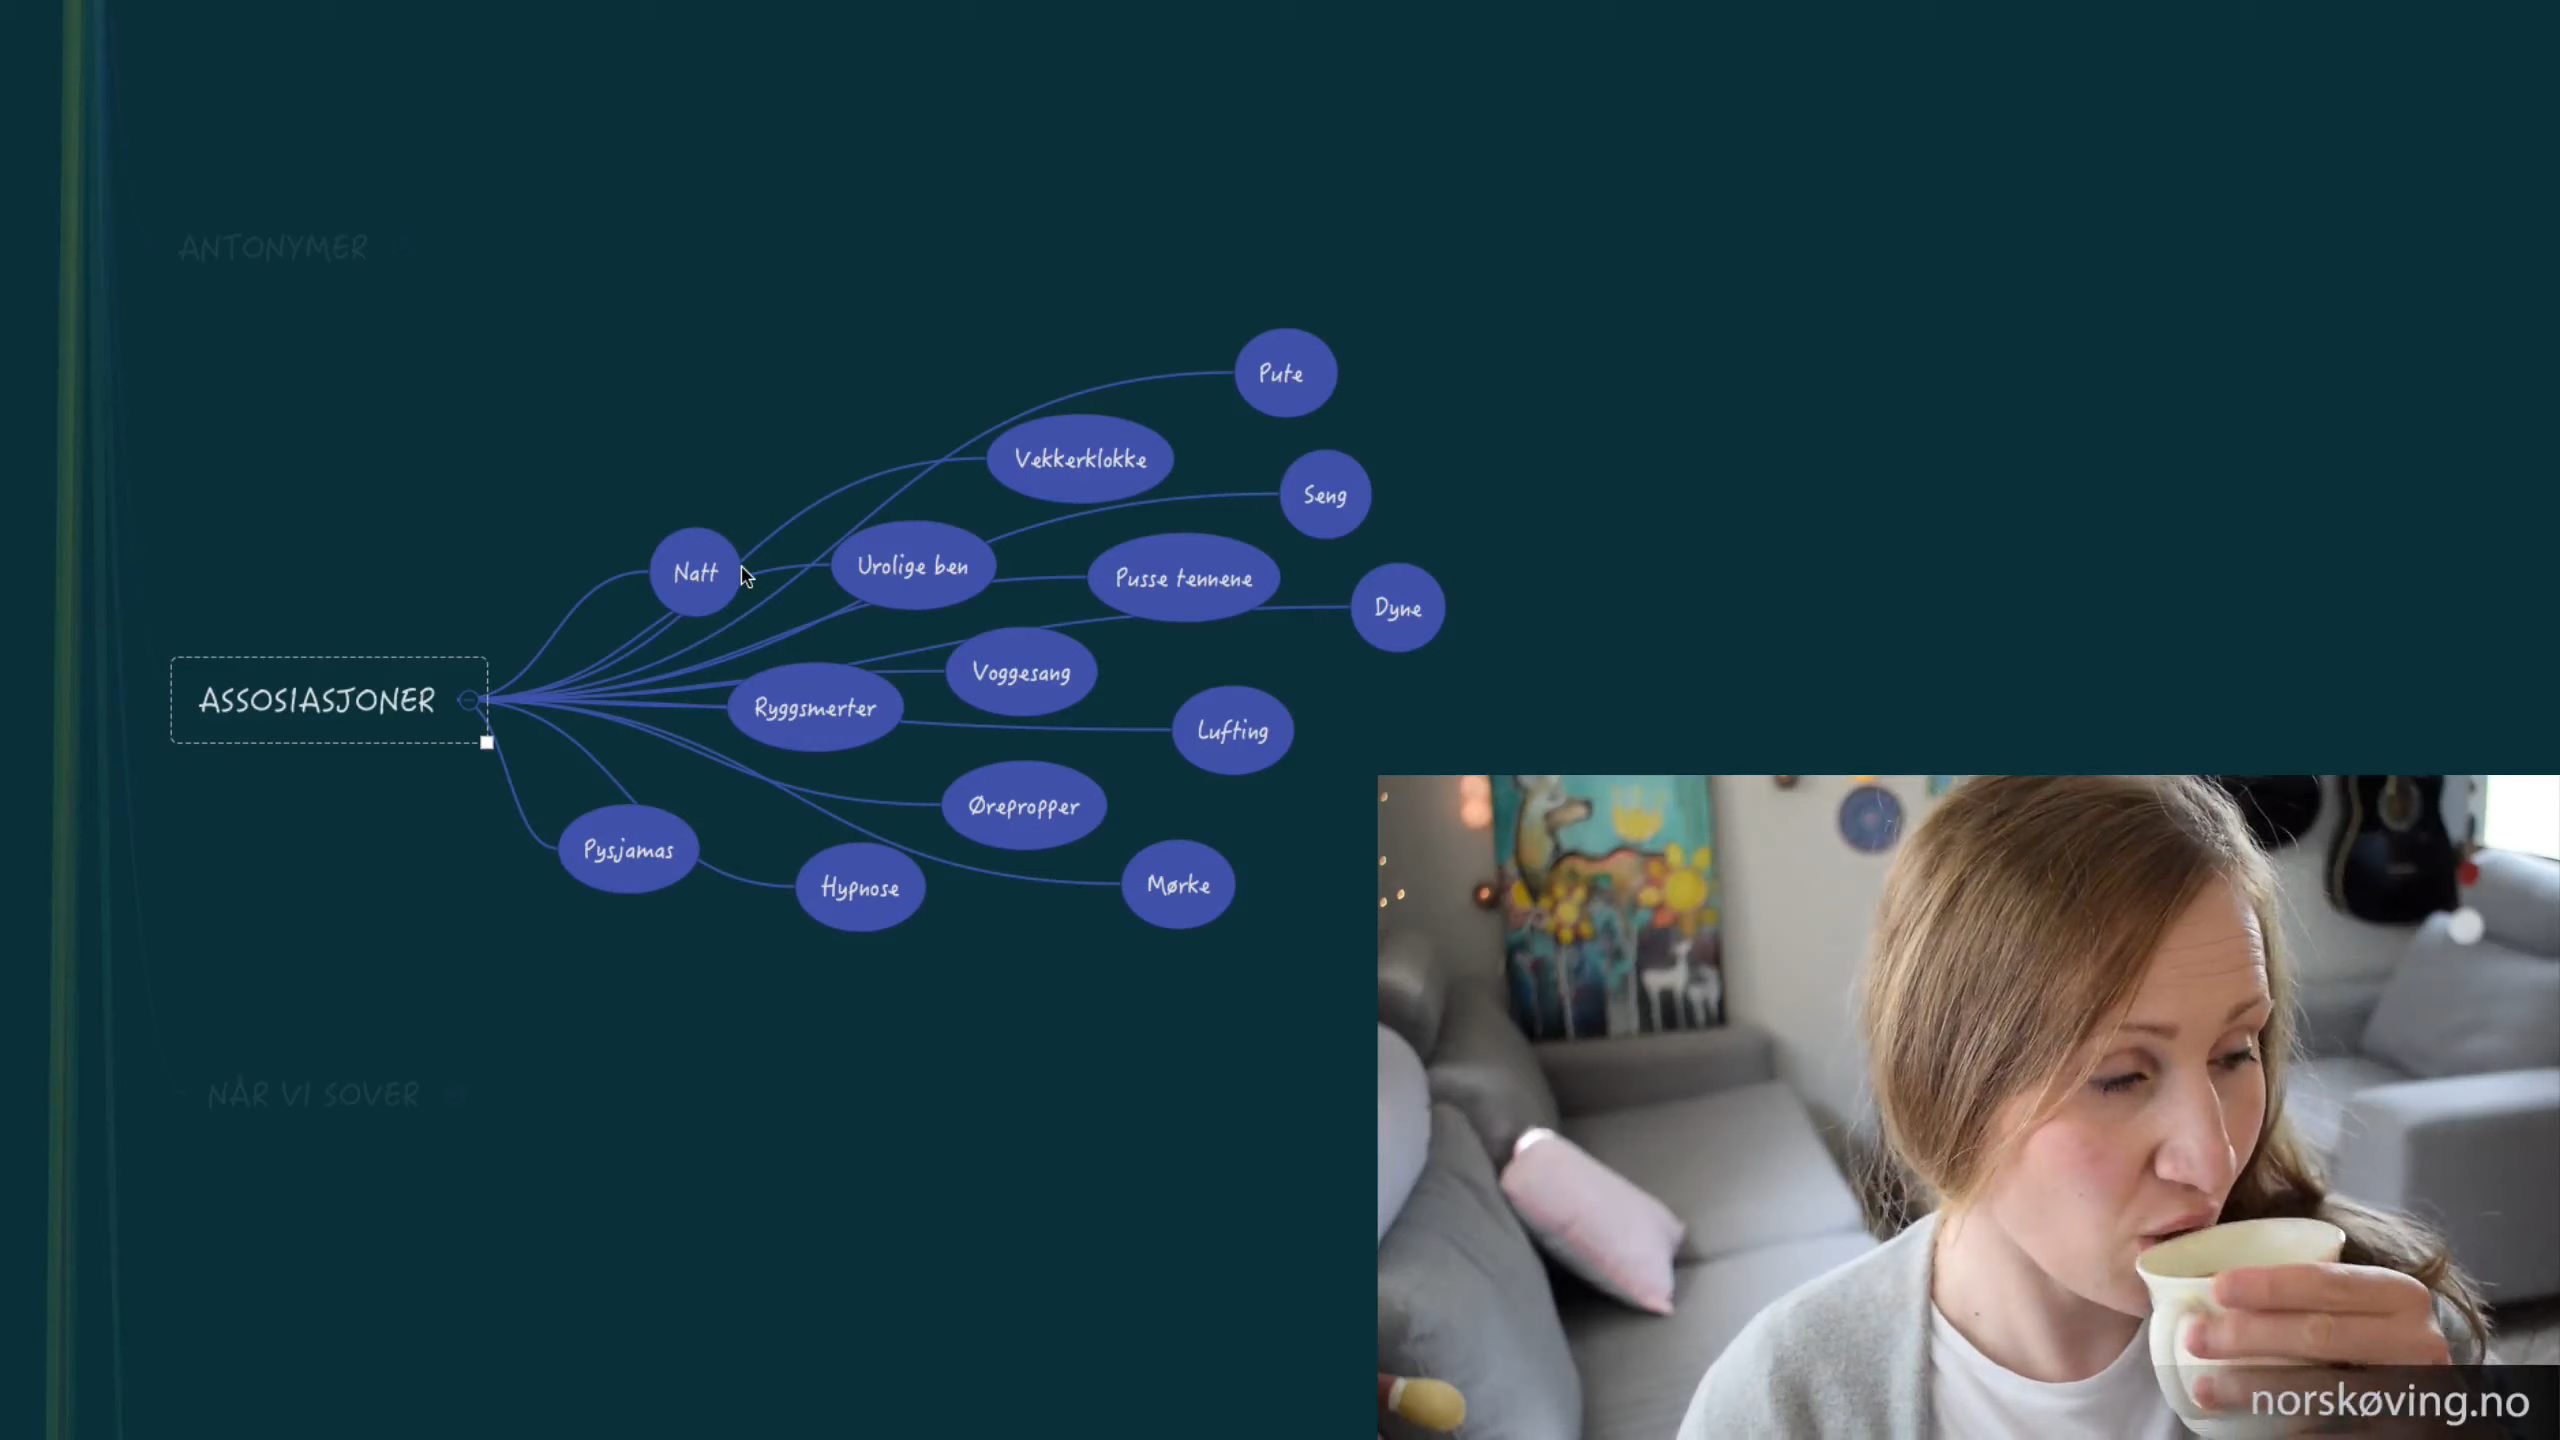 ANTONYMER
Pute
Vekkerklokke
Seng
Natt
Urolige ben
Pusse tennene
Dyne
ASSOSIASJONER
Voggesang
Ryggsmerter
Lufting
Ørepropper
Pysjamas
Hypnose
Mørke
NÅR VI SOVER
norskøving.no